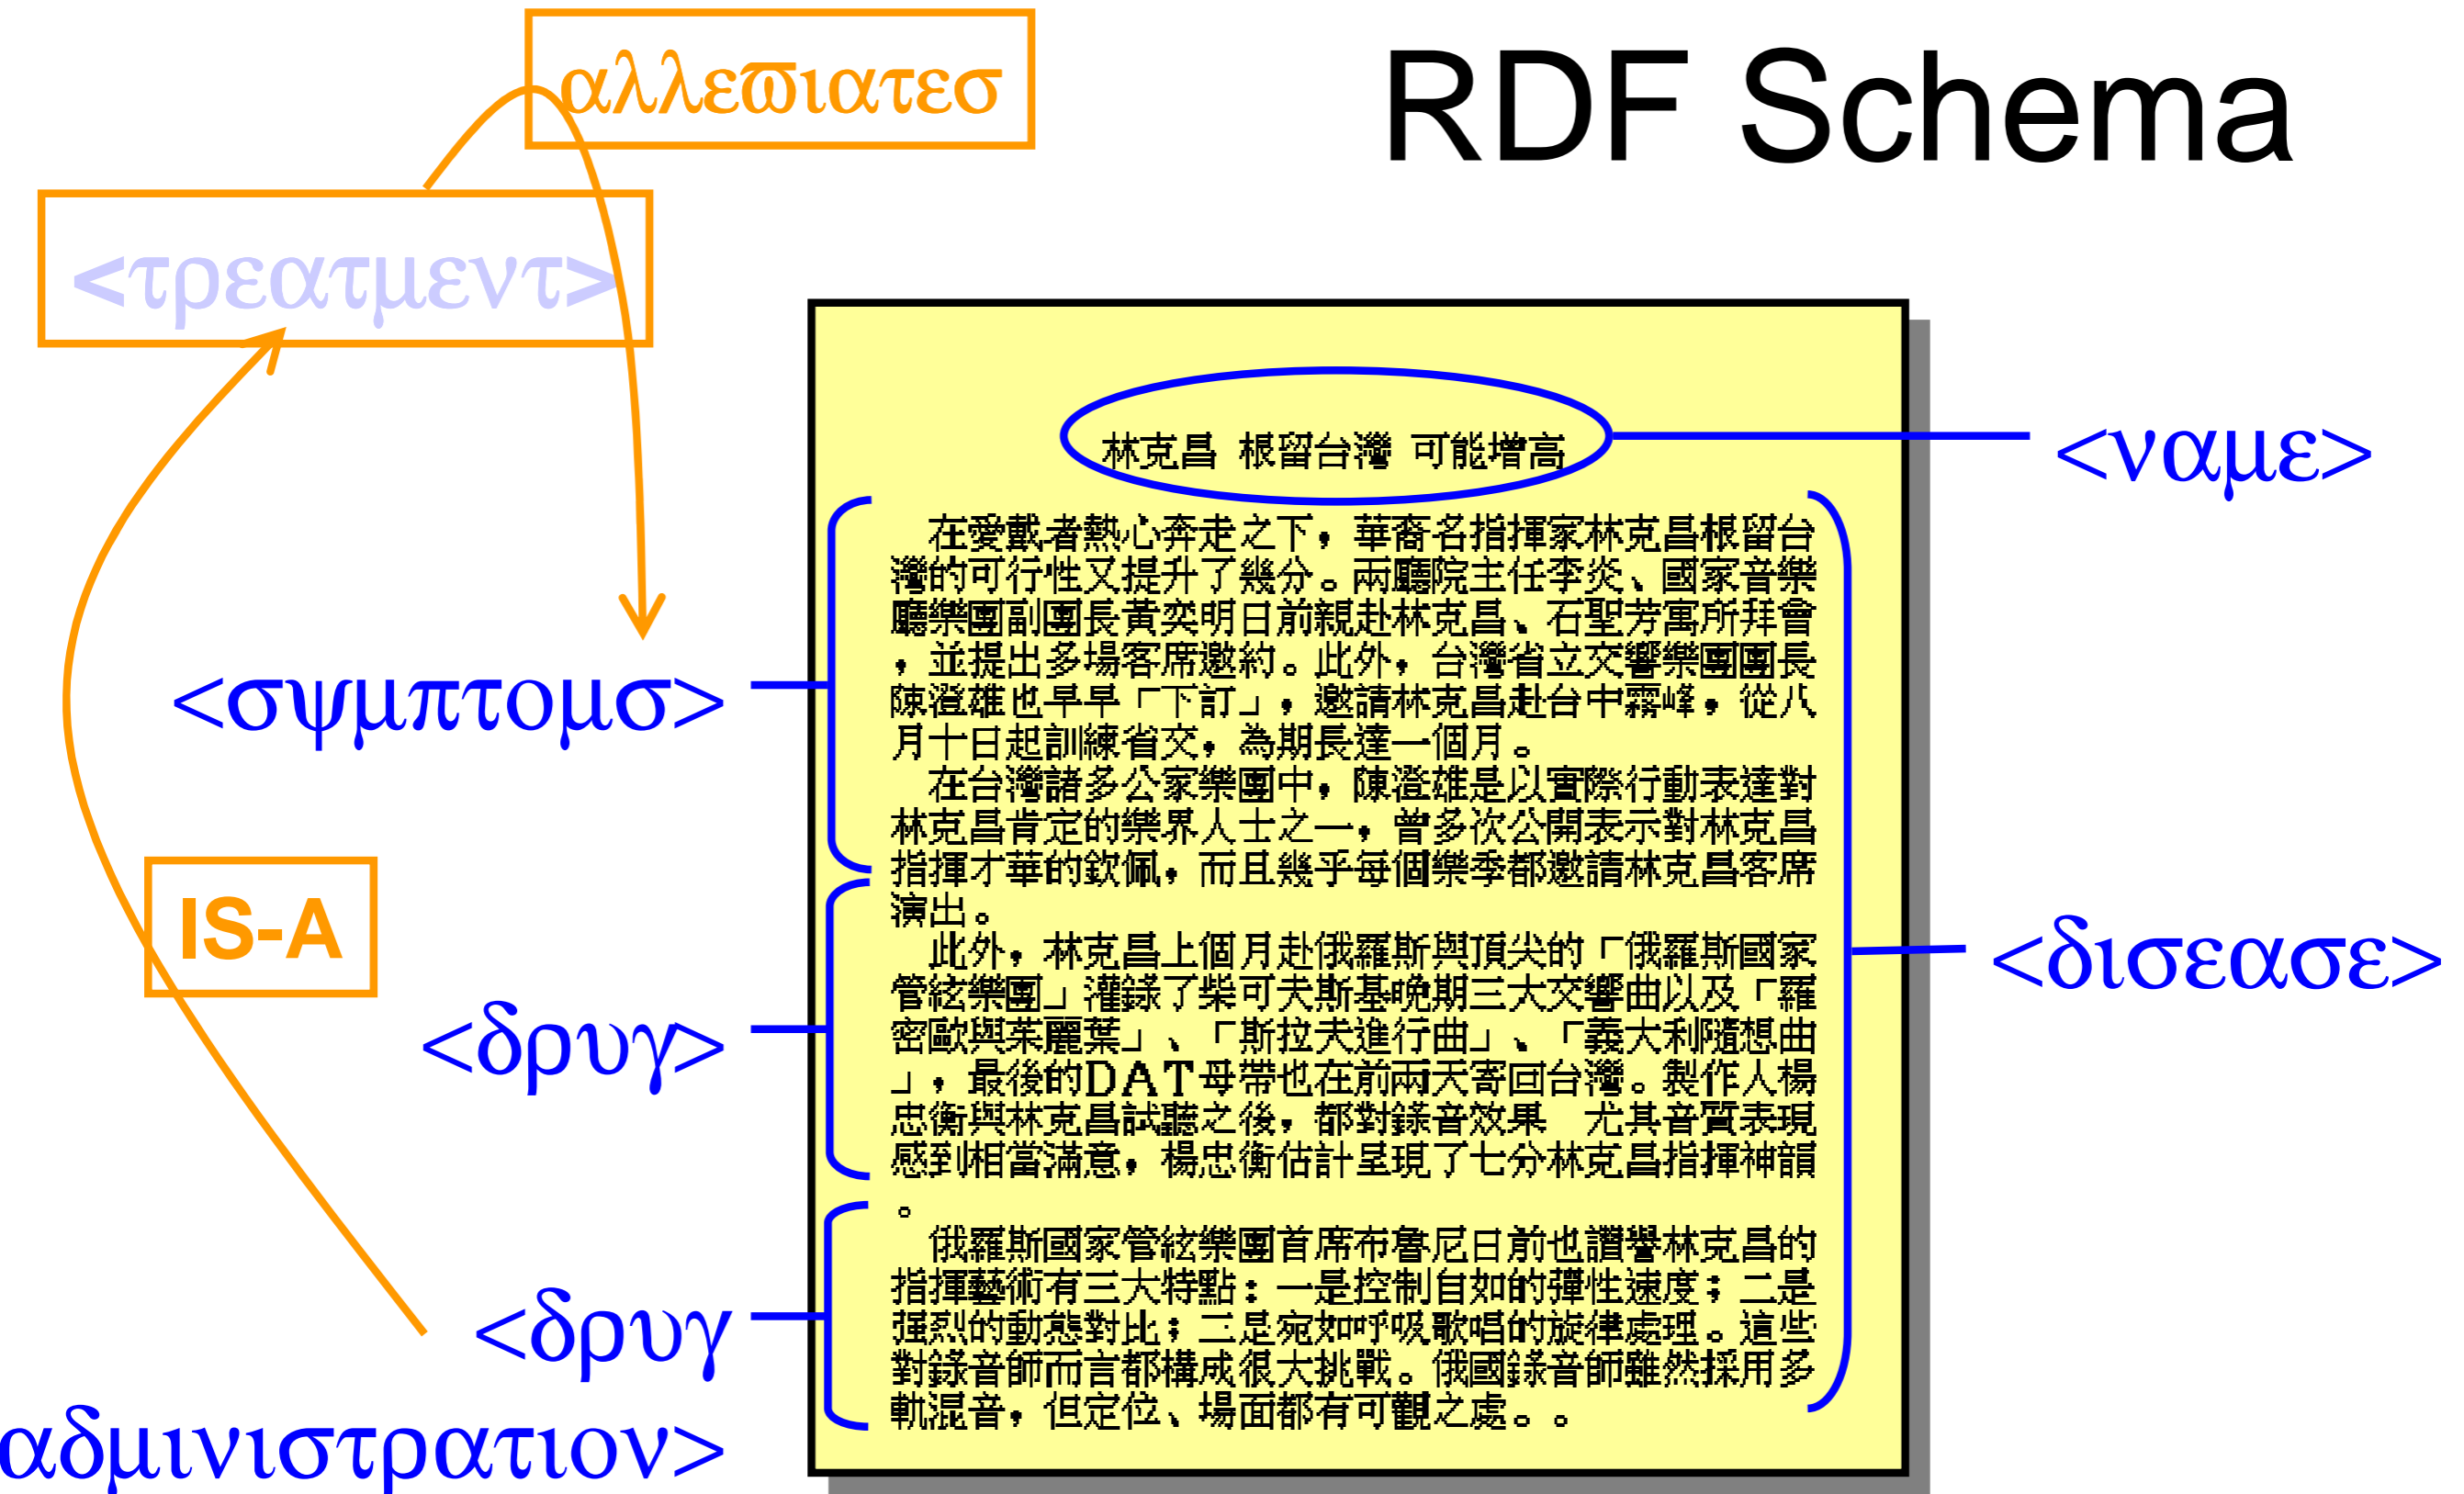 RDF Schema
αλλεϖιατεσ
<τρεατμεντ>
林克昌 根留台灣 可能增高
<ναμε>
在愛戴者熱心奔走之下，華裔名指揮家林克昌根留台
灣的可行性又提升了幾分。兩廳院主任李炎、國家音樂
廳樂團副團長黃奕明日前親赴林克昌、石聖芳寓所拜會
，並提出多場客席邀約。此外，台灣省立交響樂團團長
陳澄雄也早早「下訂」，邀請林克昌赴台中霧峰，從八
月十日起訓練省交，為期長達一個月。
在台灣諸多公家樂團中，陳澄雄是以實際行動表達對
林克昌肯定的樂界人士之一，曾多次公開表示對林克昌
指揮才華的欽佩，而且幾乎每個樂季都邀請林克昌客席
演出。
此外，林克昌上個月赴俄羅斯與頂尖的「俄羅斯國家
管絃樂團」灌錄了柴可夫斯基晚期三大交響曲以及「羅
密歐與茱麗葉」、「斯拉夫進行曲」、「義大利隨想曲
」，最後的DAT母帶也在前兩天寄回台灣。製作人楊
忠衡與林克昌試聽之後，都對錄音效果　尤其音質表現
感到相當滿意，楊忠衡估計呈現了七分林克昌指揮神韻
。
俄羅斯國家管絃樂團首席布魯尼日前也讚譽林克昌的
指揮藝術有三大特點：一是控制自如的彈性速度；二是
強烈的動態對比；三是宛如呼吸歌唱的旋律處理。這些
對錄音師而言都構成很大挑戰。俄國錄音師雖然採用多
軌混音，但定位、場面都有可觀之處。。
<σψμπτομσ>
IS-A
<δρυγ>
<δισεασε>
<δρυγ
αδμινιστρατιον>